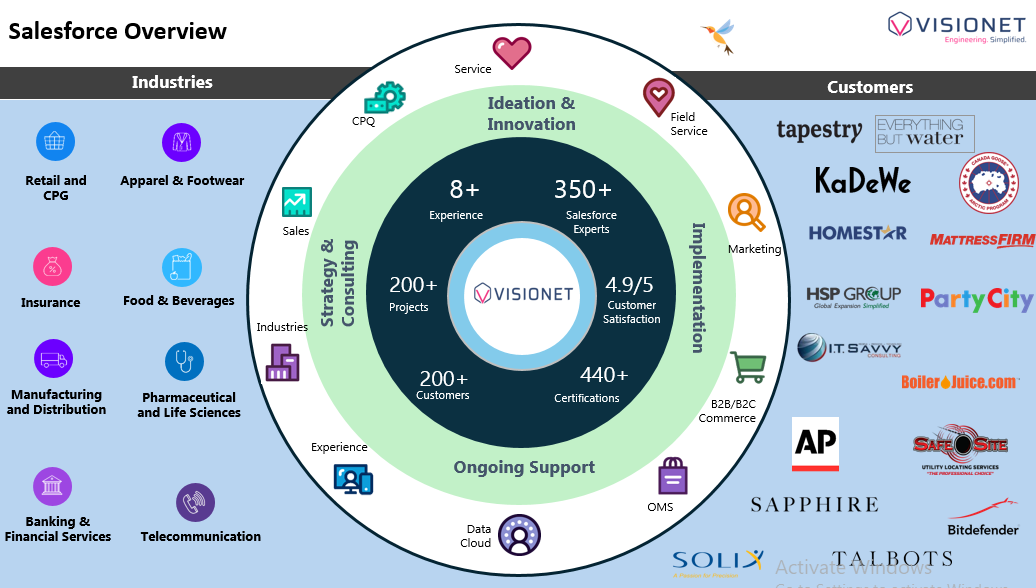 Salesforce Overview
VISIONET
Engineering. Simplified.
Industries
Customers
Retail and
CPG
Apparel & Footwear
Insurance
Food & Beverages
Manufacturing
and Distribution
Pharmaceutical
and Life Sciences
Banking &
Financial Services
Telecommunication
Service
CPQ
Field
Service
Sales
Marketing
Industries
B2B/B2C
Commerce
Experience
OMS
Data
Cloud
Ideation &
Innovation
Strategy &
Consulting
Implementation
Ongoing Support
8+
Experience
350+
Salesforce
Experts
200+
Projects
VISIONET
4.9/5
Customer
Satisfaction
200+
Customers
440+
Certifications
tapestry
EVERYTHING
BUT water
KaDeWe
CANADA GOOSE
ARCTIC PROGRAM
HOMESTAR
MATTRESSFIRM
HSP GROUP
Global Expansion Simplified
PartyCity
I.T. SAVVY
CONSULTING
BoilerJuice.com
AP
SAFE SITE
UTILITY LOCATING SERVICES
"THE PROFESSIONAL CHOICE"
SAPPHIRE
Bitdefender
SOLIX
TALBOTS
Activate Windows
Go to Settings to activate Windows